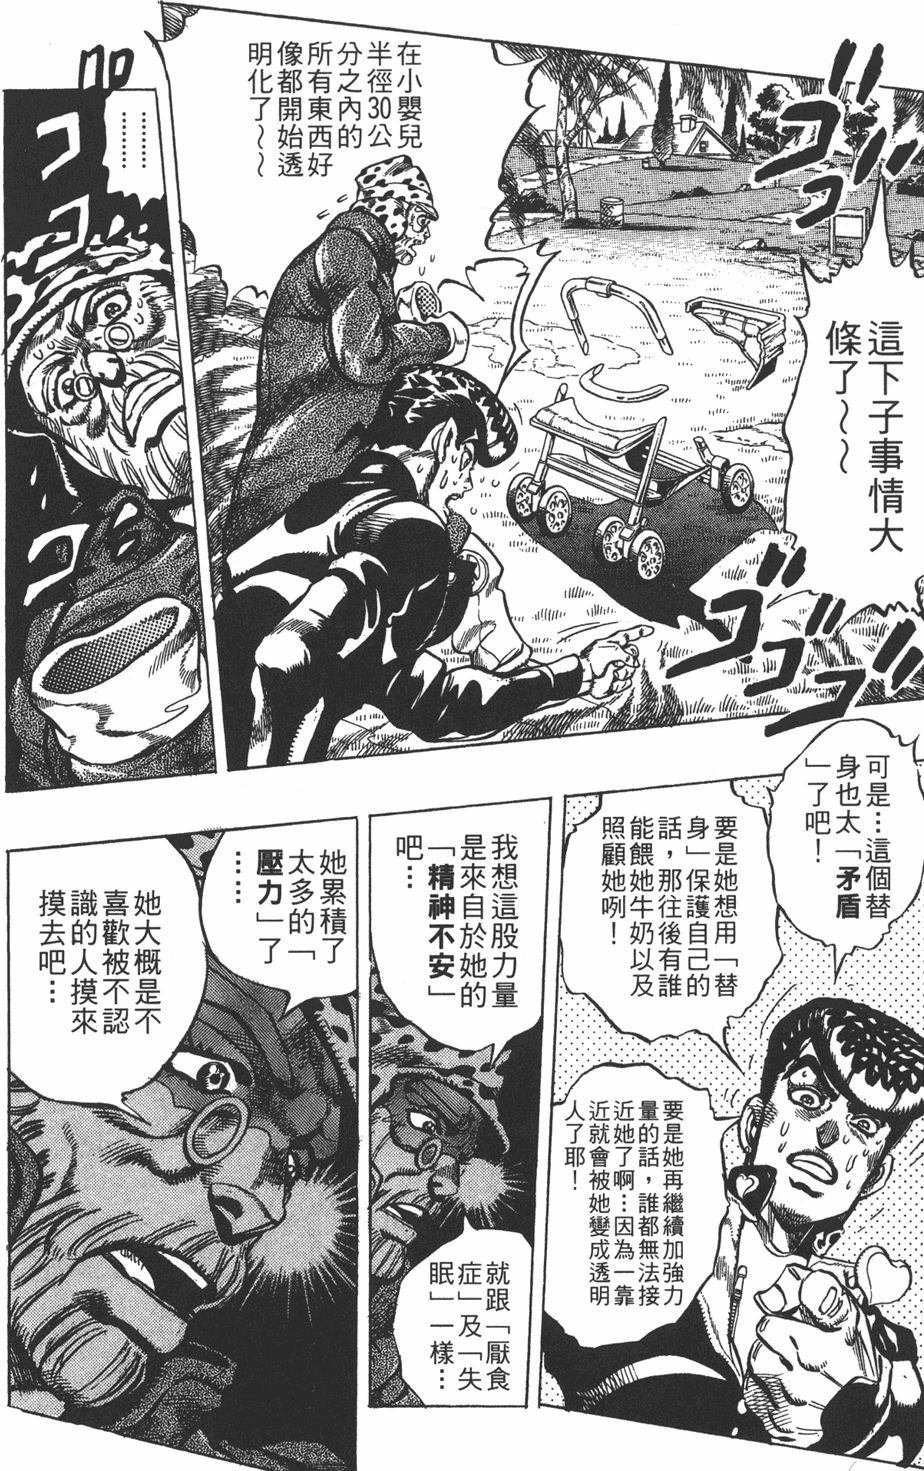 這下子事情大
條了～～
ゴゴ
ゴゴゴ
在小嬰兒
半徑30公
分之內的
所有東西好
像都開始透
明化了～～
ゴゴゴ
…………
…………
可是…這個替
身也太「矛盾
」了吧！
要是她想用「替
身」保護自己的
話，那往後有誰
能餵她牛奶以及
照顧她咧！
要是她再繼續加強力
量的話，誰都無法接
近她了啊…因為一靠
近就會被她變成透明
人了耶！
我想這股力量
是來自於她的
「精神不安」
吧…
就跟「厭食
症」及「失
眠」一樣…
她累積了
太多的「
壓力」了
……
她大概是不
喜歡被不認
識的人摸來
摸去吧…